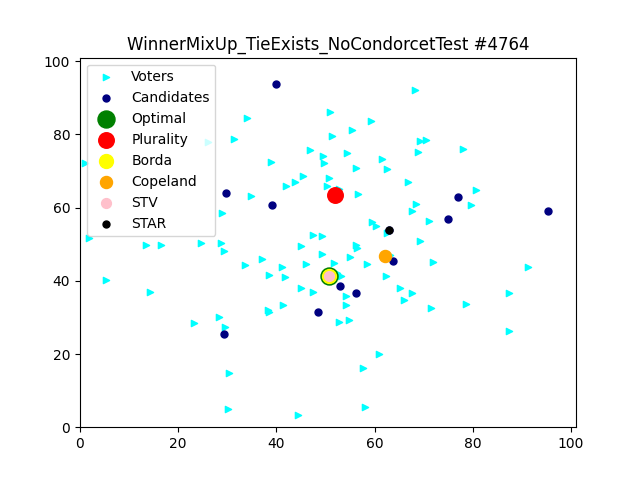 WinnerMixUp_TieExists_NoCondorcetTest #4764
Voters
Candidates
Optimal
Plurality
Borda
Copeland
STV
STAR
100
80
60
40
20
0
0 20 40 60 80 100